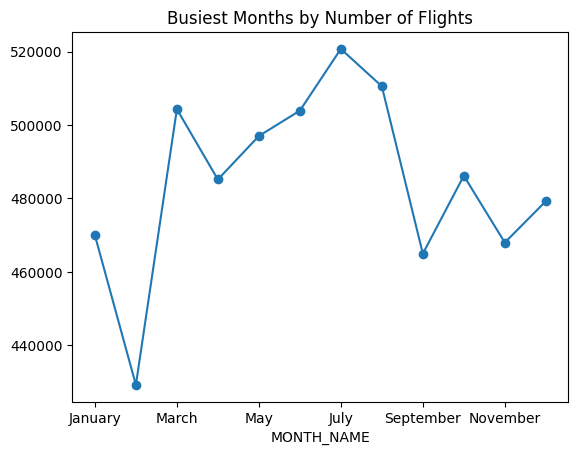 Busiest Months by Number of Flights
520000
500000
480000
460000
440000
January March May July September November
MONTH_NAME